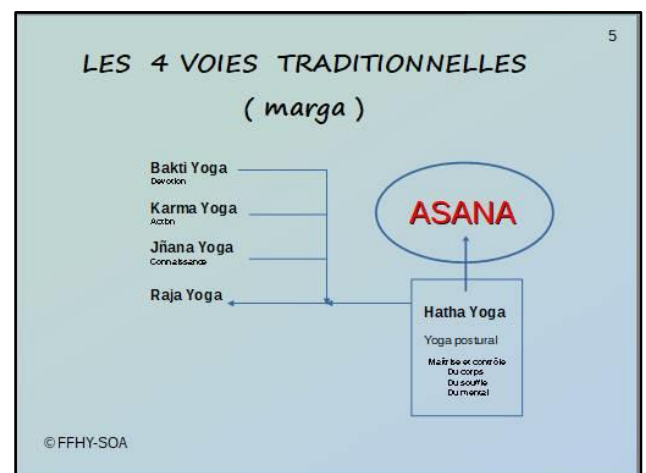 5
LES 4 VOIES TRADITIONNELLES
( marga )
Bakti Yoga
Devotion
Karma Yoga
Action
Jñana Yoga
Connaissance
Raja Yoga
ASANA
Hatha Yoga
Yoga postural
Maîtrise et contrôle
Du corps
Du souffle
Du mental
©FFHY-SOA